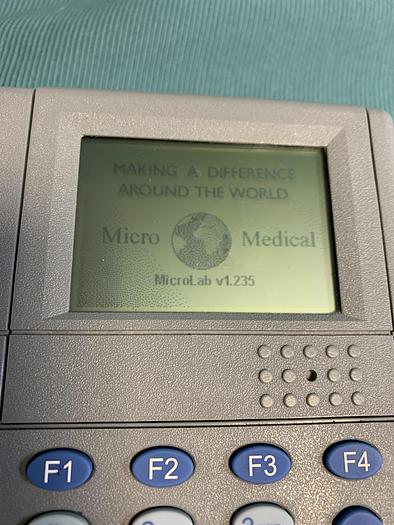 MAKING A DIFFERENCE
AROUND THE WORLD
Micro Medical
MicroLab v1.235
F1 F2 F3 F4